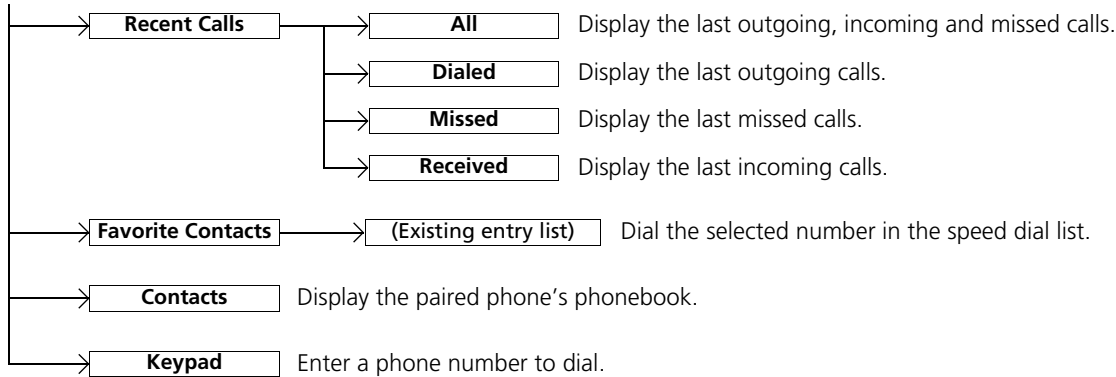 Recent Calls All Display the last outgoing, incoming and missed calls.
Dialed Display the last outgoing calls.
Missed Display the last missed calls.
Received Display the last incoming calls.
Favorite Contacts (Existing entry list) Dial the selected number in the speed dial list.
Contacts Display the paired phone's phonebook.
Keypad Enter a phone number to dial.